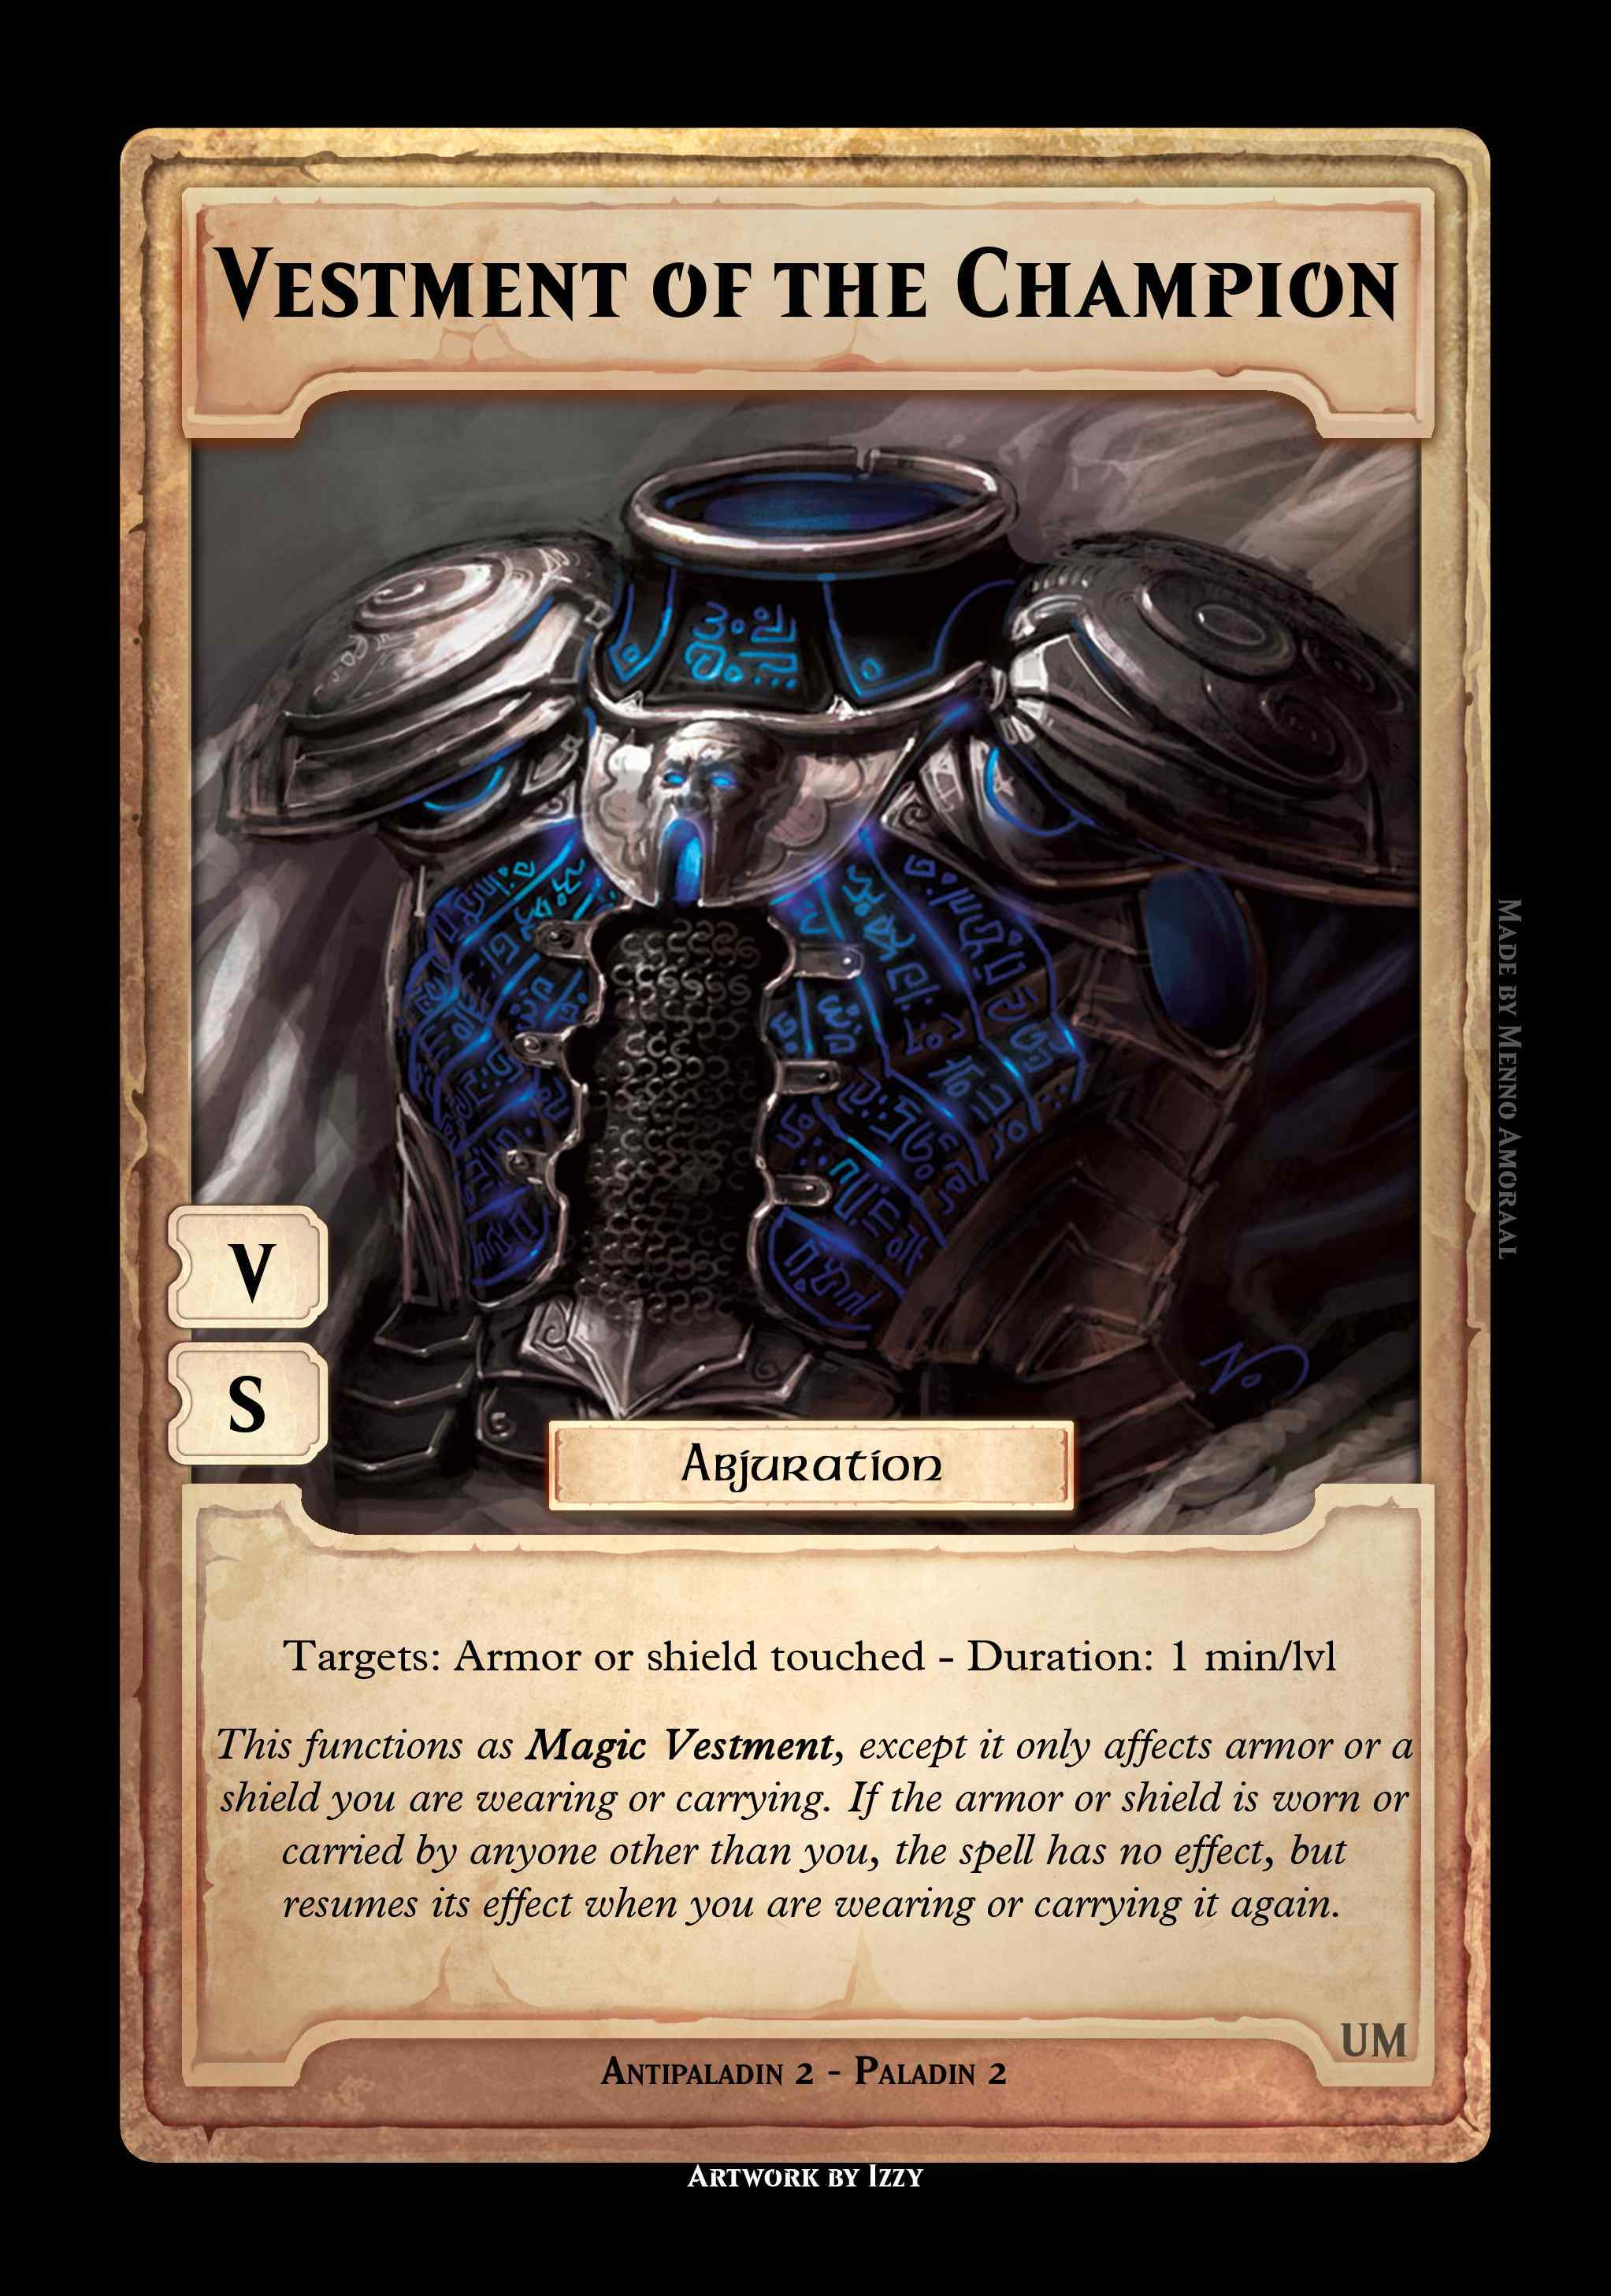 Vestment of the Champion
V
S
Abjuration
Targets: Armor or shield touched - Duration: 1 min/lvl
This functions as Magic Vestment, except it only affects armor or a
shield you are wearing or carrying. If the armor or shield is worn or
carried by anyone other than you, the spell has no effect, but
resumes its effect when you are wearing or carrying it again.
UM
Antipaladin 2 - Paladin 2
Artwork by Izzy
Made by Menno Amoraal